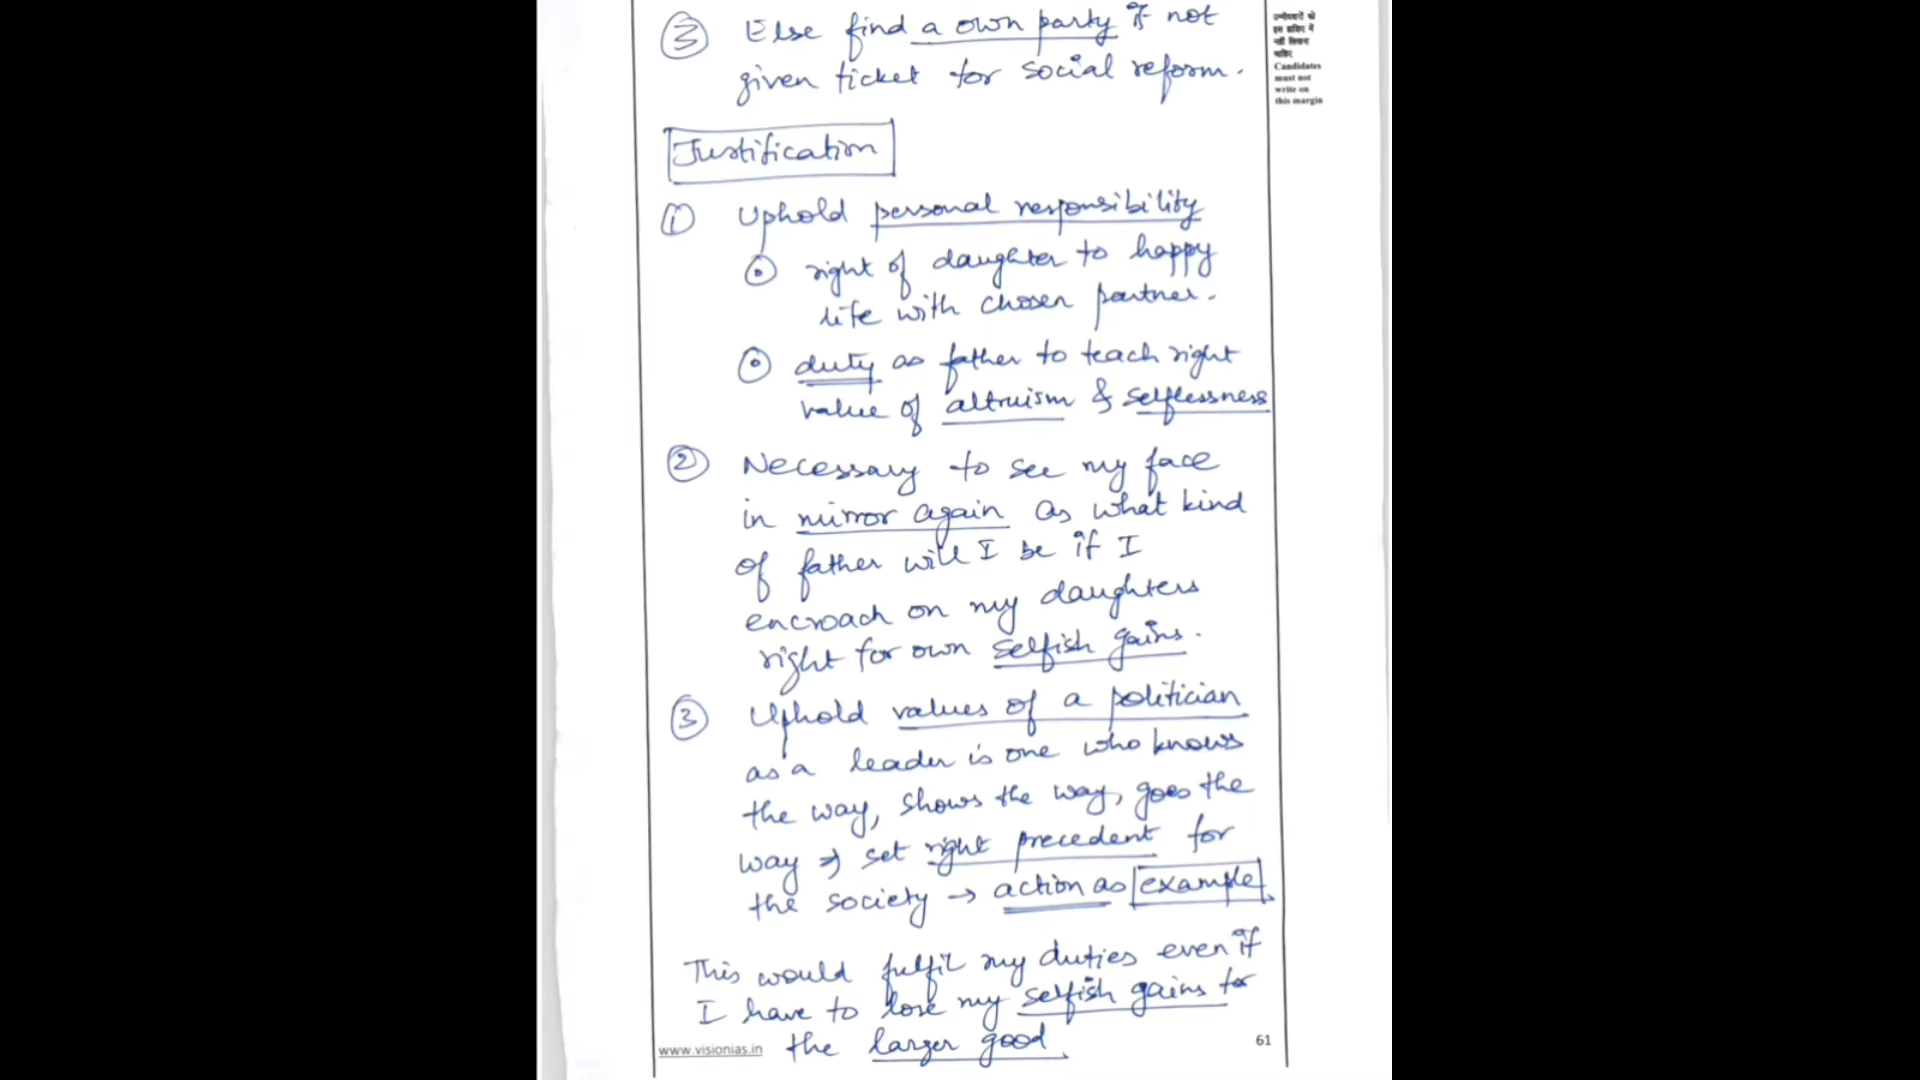 ③ Else find a own party if not
given ticket for social reform.
उम्मीदवारों को
इस हाशिए में
नहीं लिखना
चाहिए
Candidates
must not
write on
this margin
Justification
① Uphold personal responsibility
⊙ right of daughter to happy
life with chosen partner.
⊙ duty as father to teach right
value of altruism & selflessness
② Necessary to see my face
in mirror again as what kind
of father will I be if I
encroach on my daughters
right for own selfish gains.
③ Uphold values of a politician
as a leader is one who knows
the way, shows the way, goes the
way ⇒ set right precedent for
the society → action as example.
This would fulfil my duties even if
I have to lose my selfish gains for
the larger good.
www.visionias.in
61